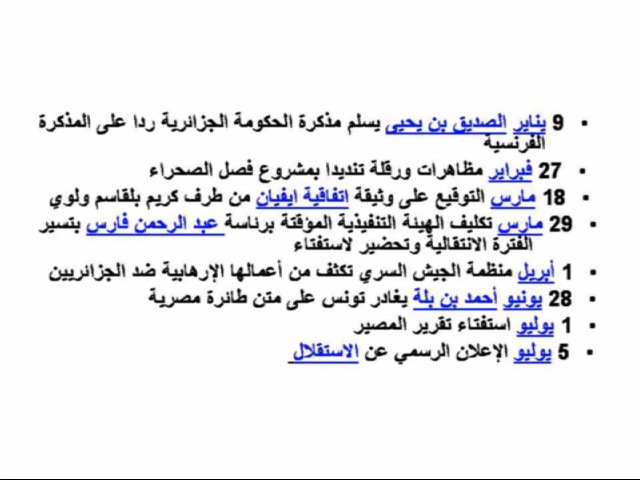 ▪ 9 يناير الصديق بن يحيى يسلم مذكرة الحكومة الجزائرية ردا على المذكرة
الفرنسية
▪ 27 فبراير مظاهرات ورقلة تنديدا بمشروع فصل الصحراء
▪ 18 مارس التوقيع على وثيقة اتفاقية ايفيان من طرف كريم بلقاسم ولوي
▪ 29 مارس تكليف الهيئة التنفيذية المؤقتة برئاسة عبد الرحمن فارس بتسير
الفترة الانتقالية وتحضير لاستفتاء
▪ 1 أبريل منظمة الجيش السري تكثف من أعمالها الإرهابية ضد الجزائريين
▪ 28 يونيو أحمد بن بلة يغادر تونس على متن طائرة مصرية
▪ 1 يوليو استفتاء تقرير المصير
▪ 5 يوليو الإعلان الرسمي عن الاستقلال